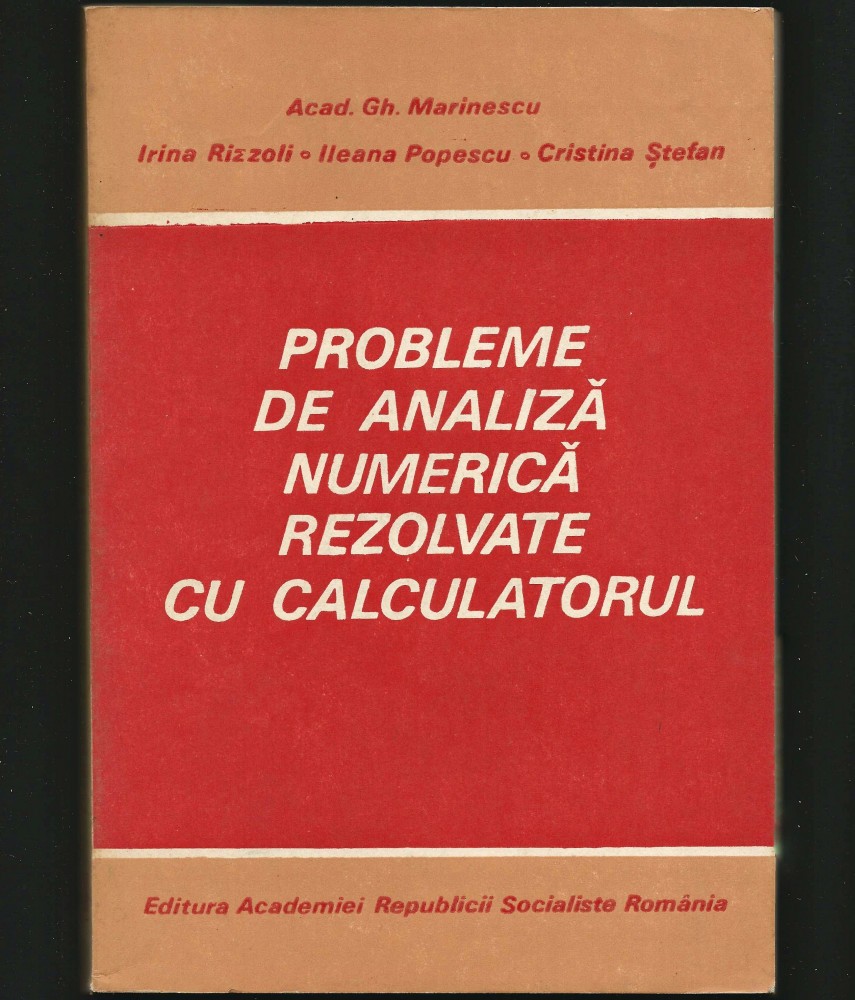 Acad. Gh. Marinescu
Irina Rizzoli • Ileana Popescu • Cristina Ștefan
PROBLEME
DE ANALIZĂ
NUMERICĂ
REZOLVATE
CU CALCULATORUL
Editura Academiei Republicii Socialiste România